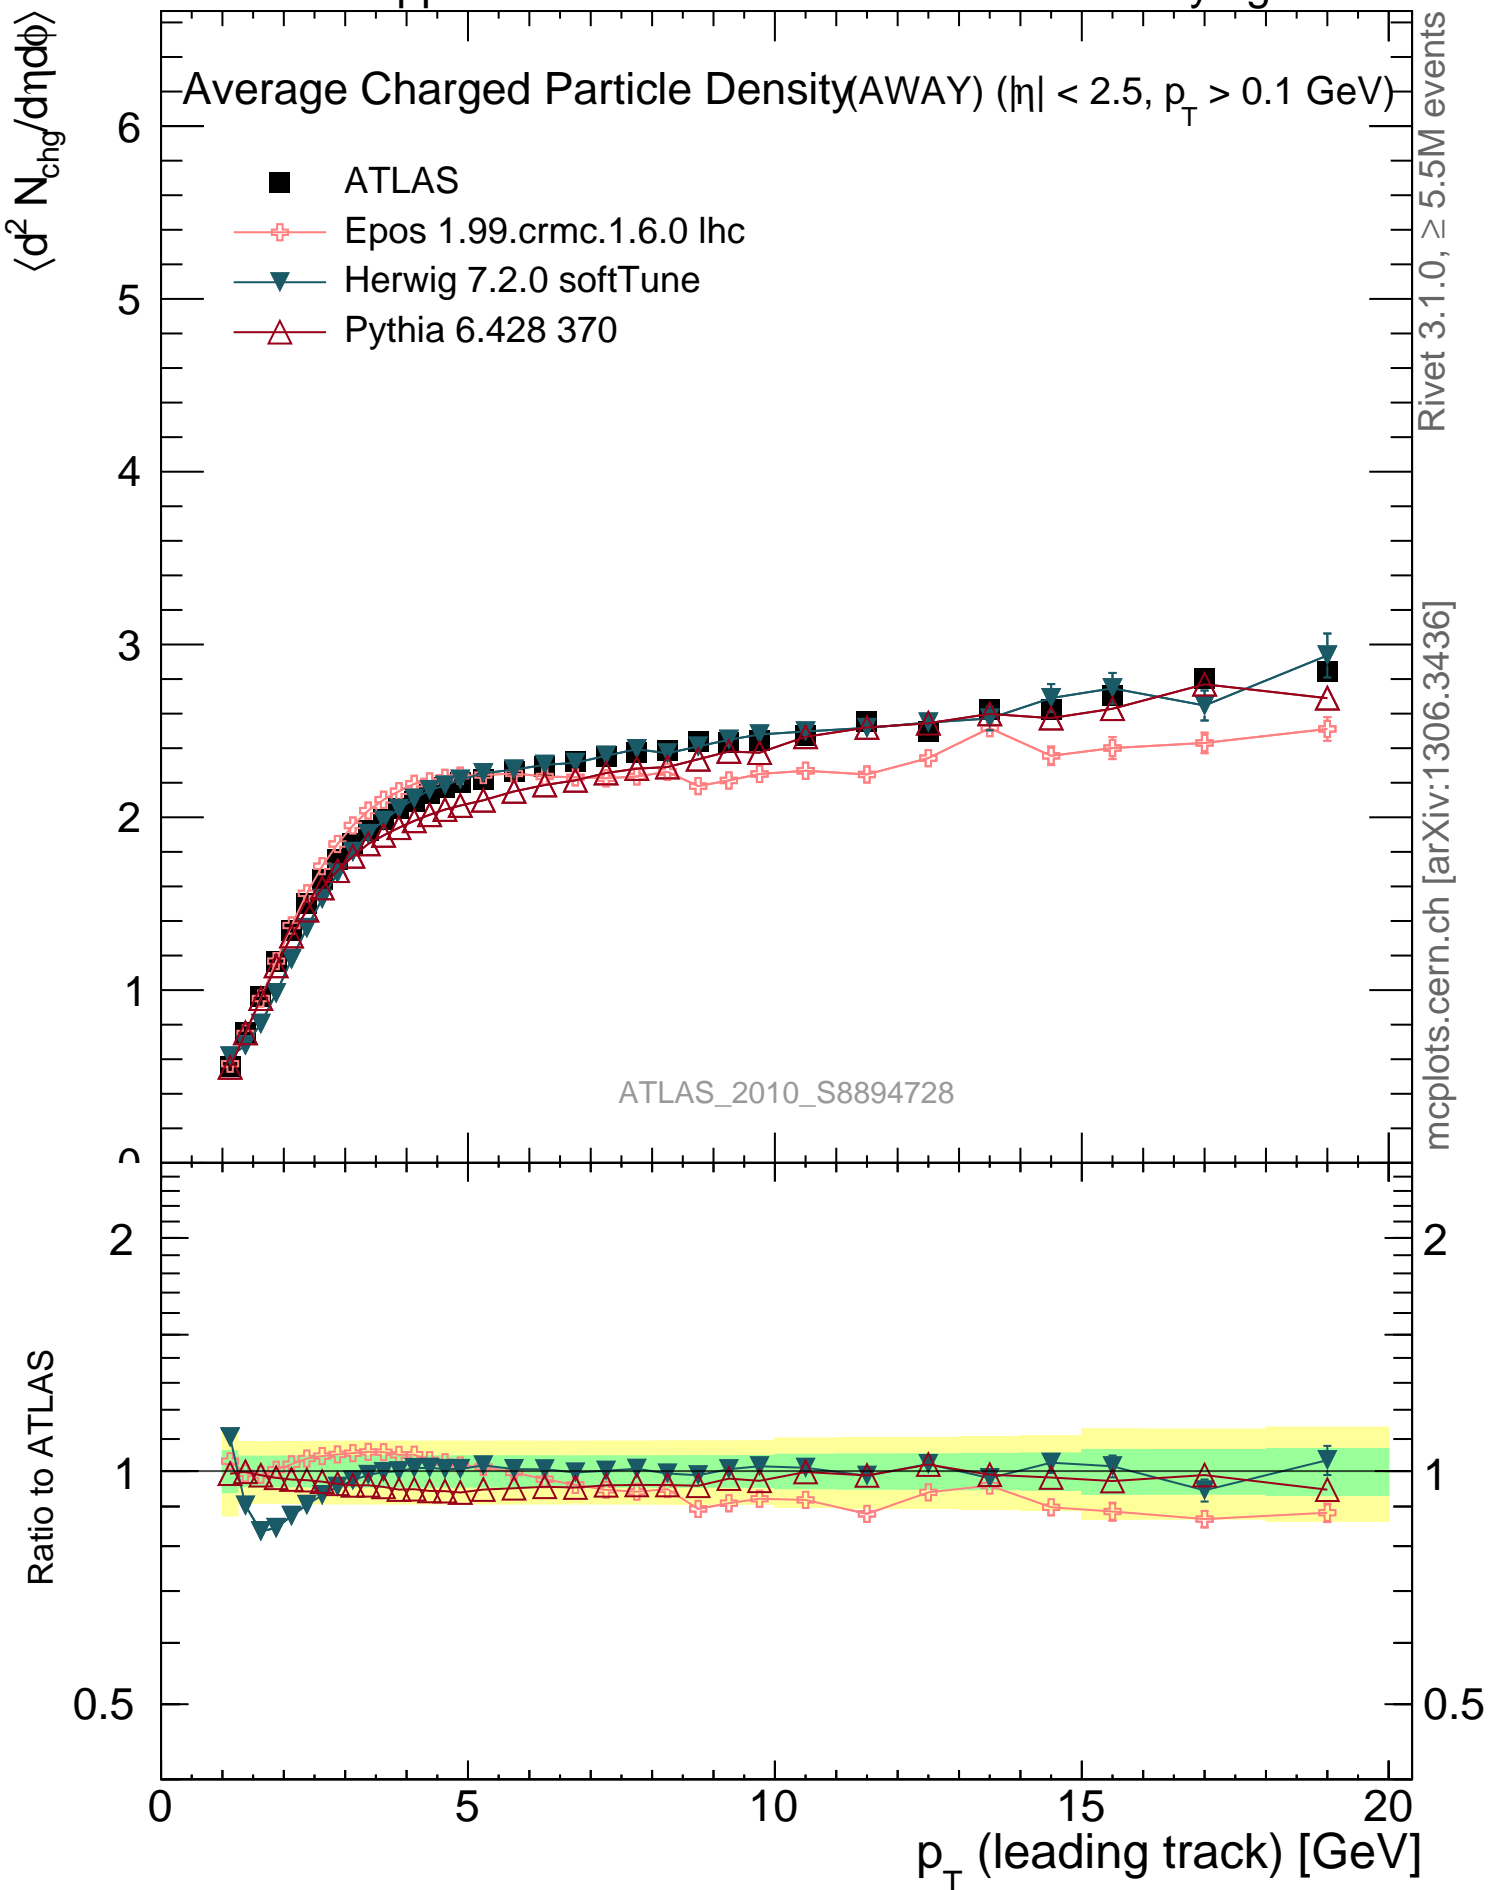 Average Charged Particle Density (AWAY) (|η| < 2.5, p_T > 0.1 GeV)
⟨d² N_chg/dηdϕ⟩
ATLAS
Epos 1.99.crmc.1.6.0 lhc
Herwig 7.2.0 softTune
Pythia 6.428 370
6
5
4
3
2
1
0
ATLAS_2010_S8894728
Rivet 3.1.0, ≥ 5.5M events
mcplots.cern.ch [arXiv:1306.3436]
Ratio to ATLAS
2
1
0.5
2
1
0.5
0 5 10 15 20
p_T (leading track) [GeV]